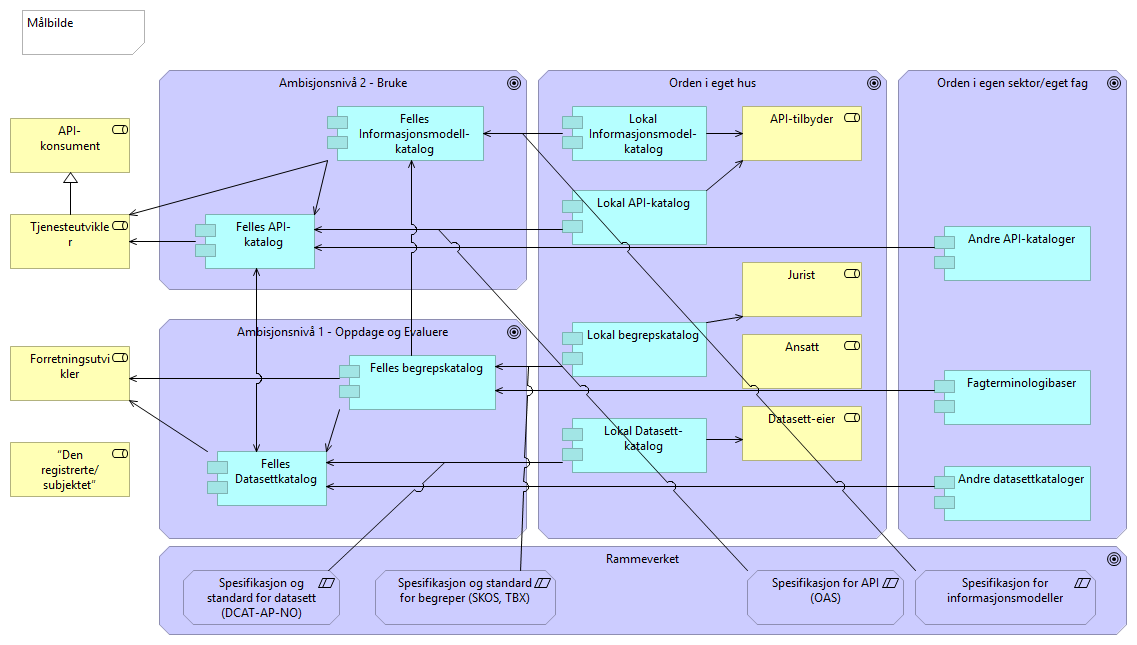 Målbilde
Ambisjonsnivå 2 - Bruke
Orden i eget hus
Orden i egen sektor/eget fag
API-
konsument
Felles
Informasjonsmodell-
katalog
Lokal
Informasjonsmodel-
katalog
API-tilbyder
Tjenesteutvikle
r
Felles API-
katalog
Lokal API-katalog
Andre API-kataloger
Jurist
Ambisjonsnivå 1 - Oppdage og Evaluere
Lokal begrepskatalog
Ansatt
Forretningsutvi
kler
Felles begrepskatalog
Fagterminologibaser
Lokal Datasett-
katalog
Datasett-eier
"Den
registrerte/
subjektet"
Felles
Datasettkatalog
Andre datasettkataloger
Rammeverket
Spesifikasjon og
standard for datasett
(DCAT-AP-NO)
Spesifikasjon og standard
for begreper (SKOS, TBX)
Spesifikasjon for API
(OAS)
Spesifikasjon for
informasjonsmodeller